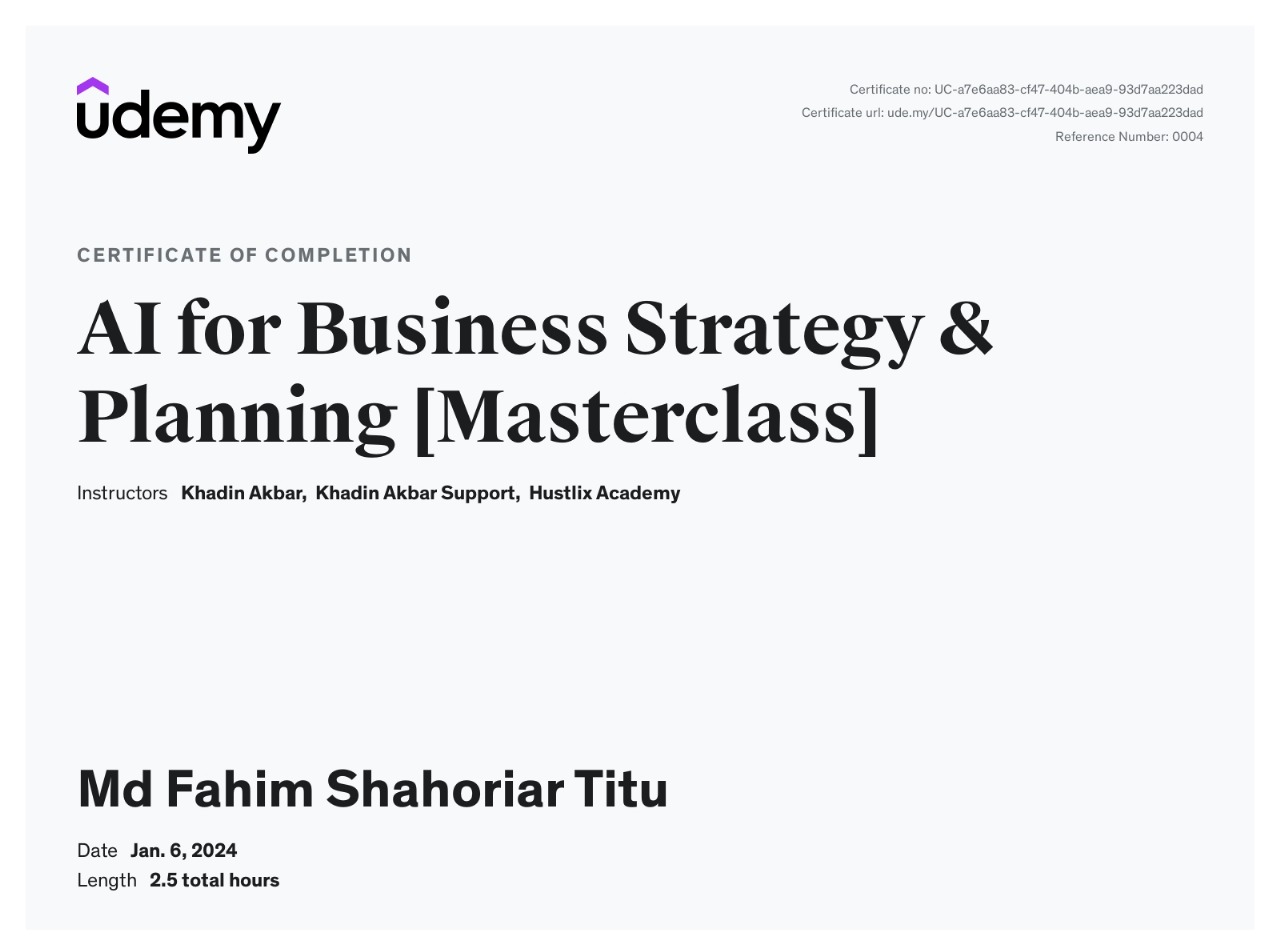 udemy
Certificate no: UC-a7e6aa83-cf47-404b-aea9-93d7aa223dad
Certificate url: ude.my/UC-a7e6aa83-cf47-404b-aea9-93d7aa223dad
Reference Number: 0004
CERTIFICATE OF COMPLETION
AI for Business Strategy &
Planning [Masterclass]
Instructors Khadin Akbar, Khadin Akbar Support, Hustlix Academy
Md Fahim Shahoriar Titu
Date Jan. 6, 2024
Length 2.5 total hours